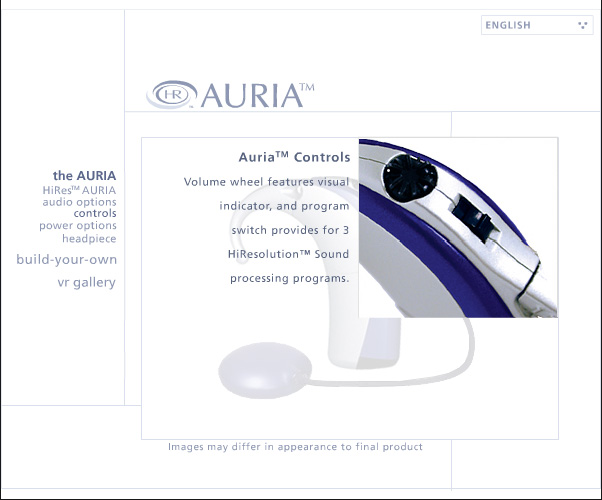 ENGLISH
HR AURIA™
the AURIA
HiRes™ AURIA
audio options
controls
power options
headpiece
build-your-own
vr gallery
Auria™ Controls
Volume wheel features visual
indicator, and program
switch provides for 3
HiResolution™ Sound
processing programs.
Images may differ in appearance to final product